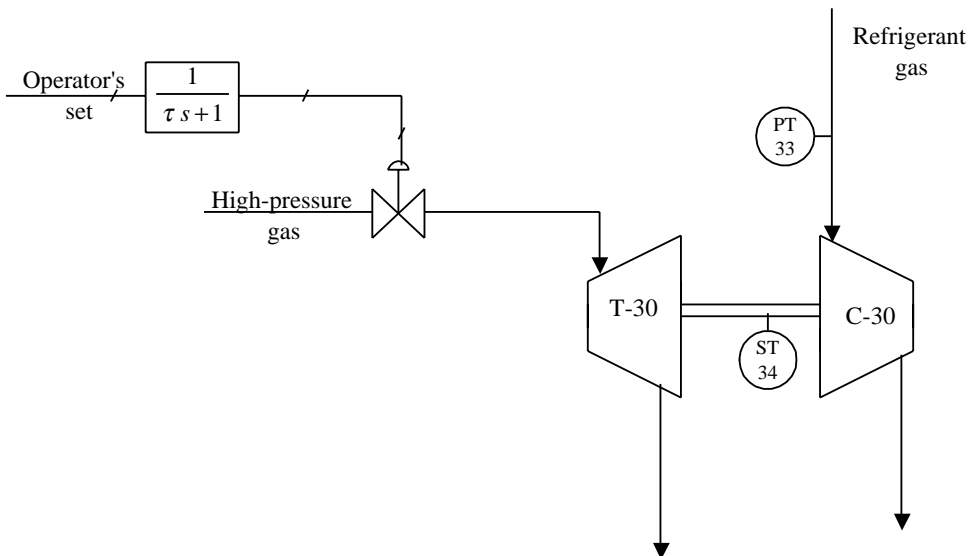 Operator's
set
1
τ s+1
High-pressure
gas
Refrigerant
gas
PT
33
T-30
C-30
ST
34